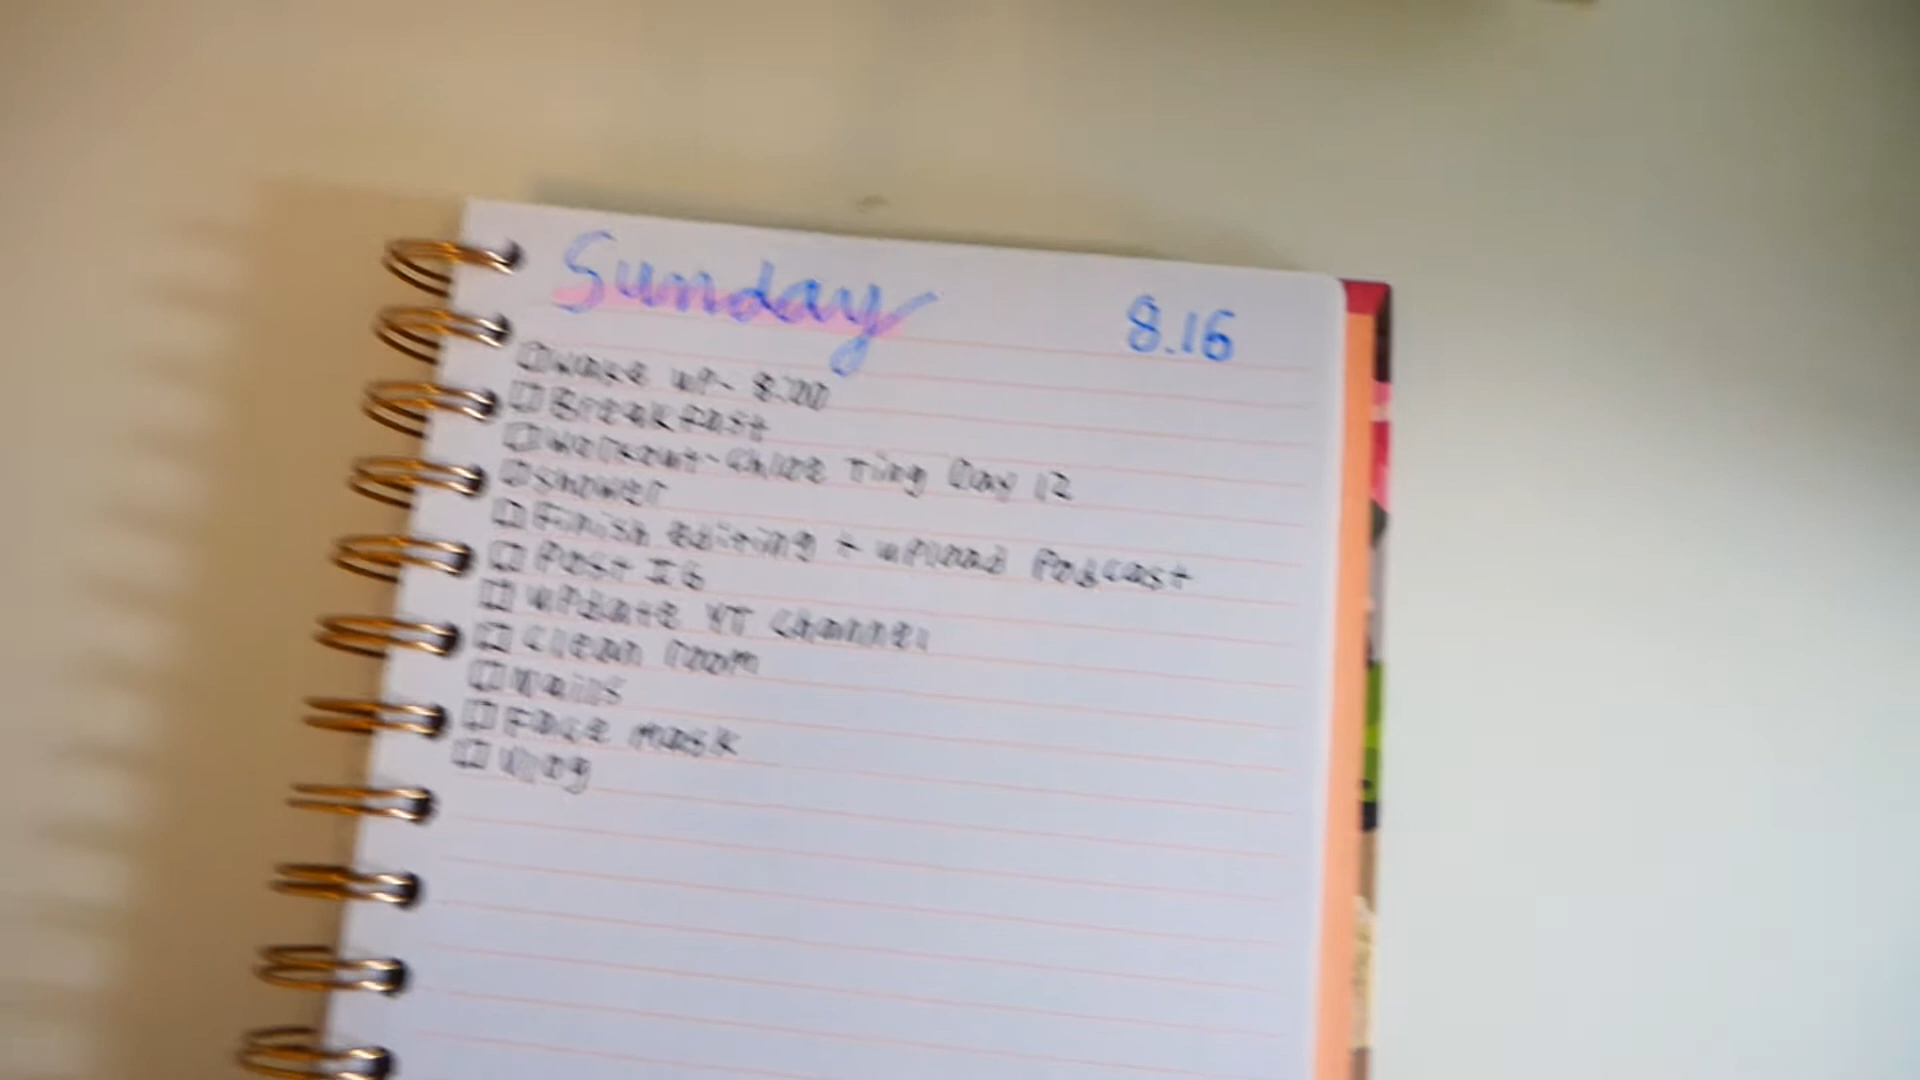 Sunday 8.16
□ wake up - 8:00
□ Breakfast
□ workout - Chloe Ting Day 12
□ shower
□ Finish editing + upload Podcast
□ Post IG
□ update YT channel
□ clean room
□ Nails
□ Face mask
□ Vlog